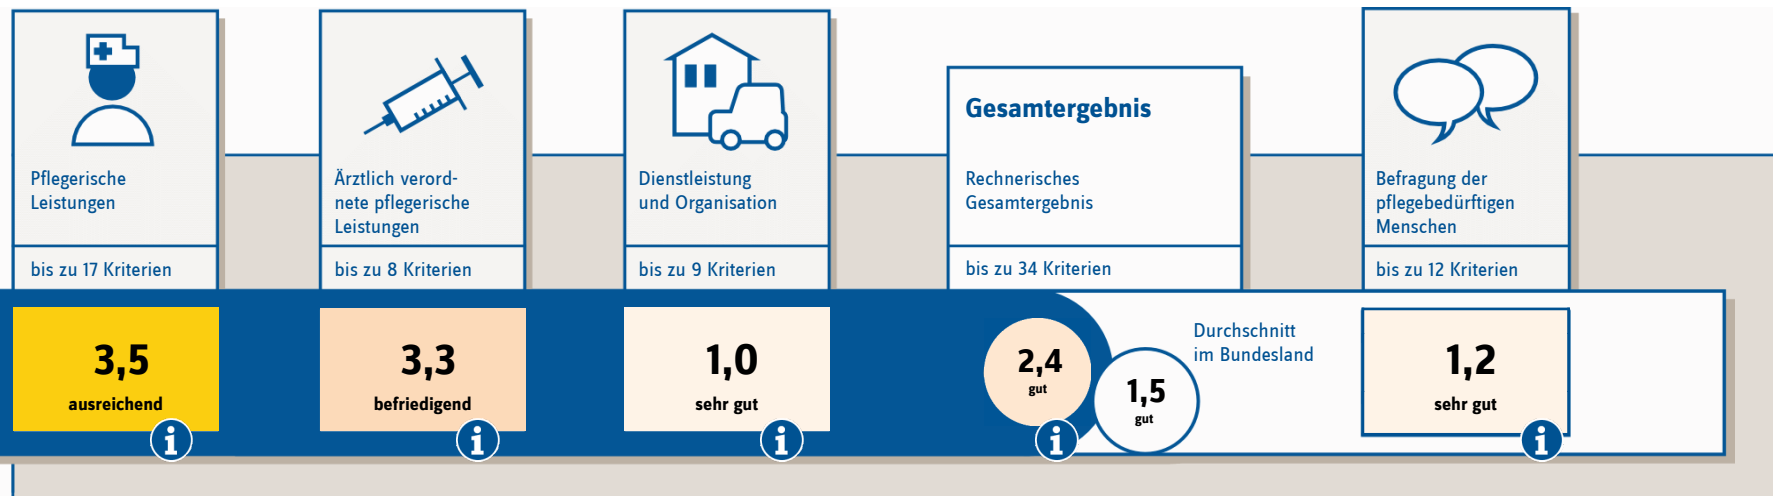 Pflegerische
Leistungen
bis zu 17 Kriterien
3,5
ausreichend
i
Ärztlich verord-
nete pflegerische
Leistungen
bis zu 8 Kriterien
3,3
befriedigend
i
Dienstleistung
und Organisation
bis zu 9 Kriterien
1,0
sehr gut
i
Gesamtergebnis
Rechnerisches
Gesamtergebnis
bis zu 34 Kriterien
2,4
gut
i
1,5
gut
Durchschnitt
im Bundesland
Befragung der
pflegebedürftigen
Menschen
bis zu 12 Kriterien
1,2
sehr gut
i